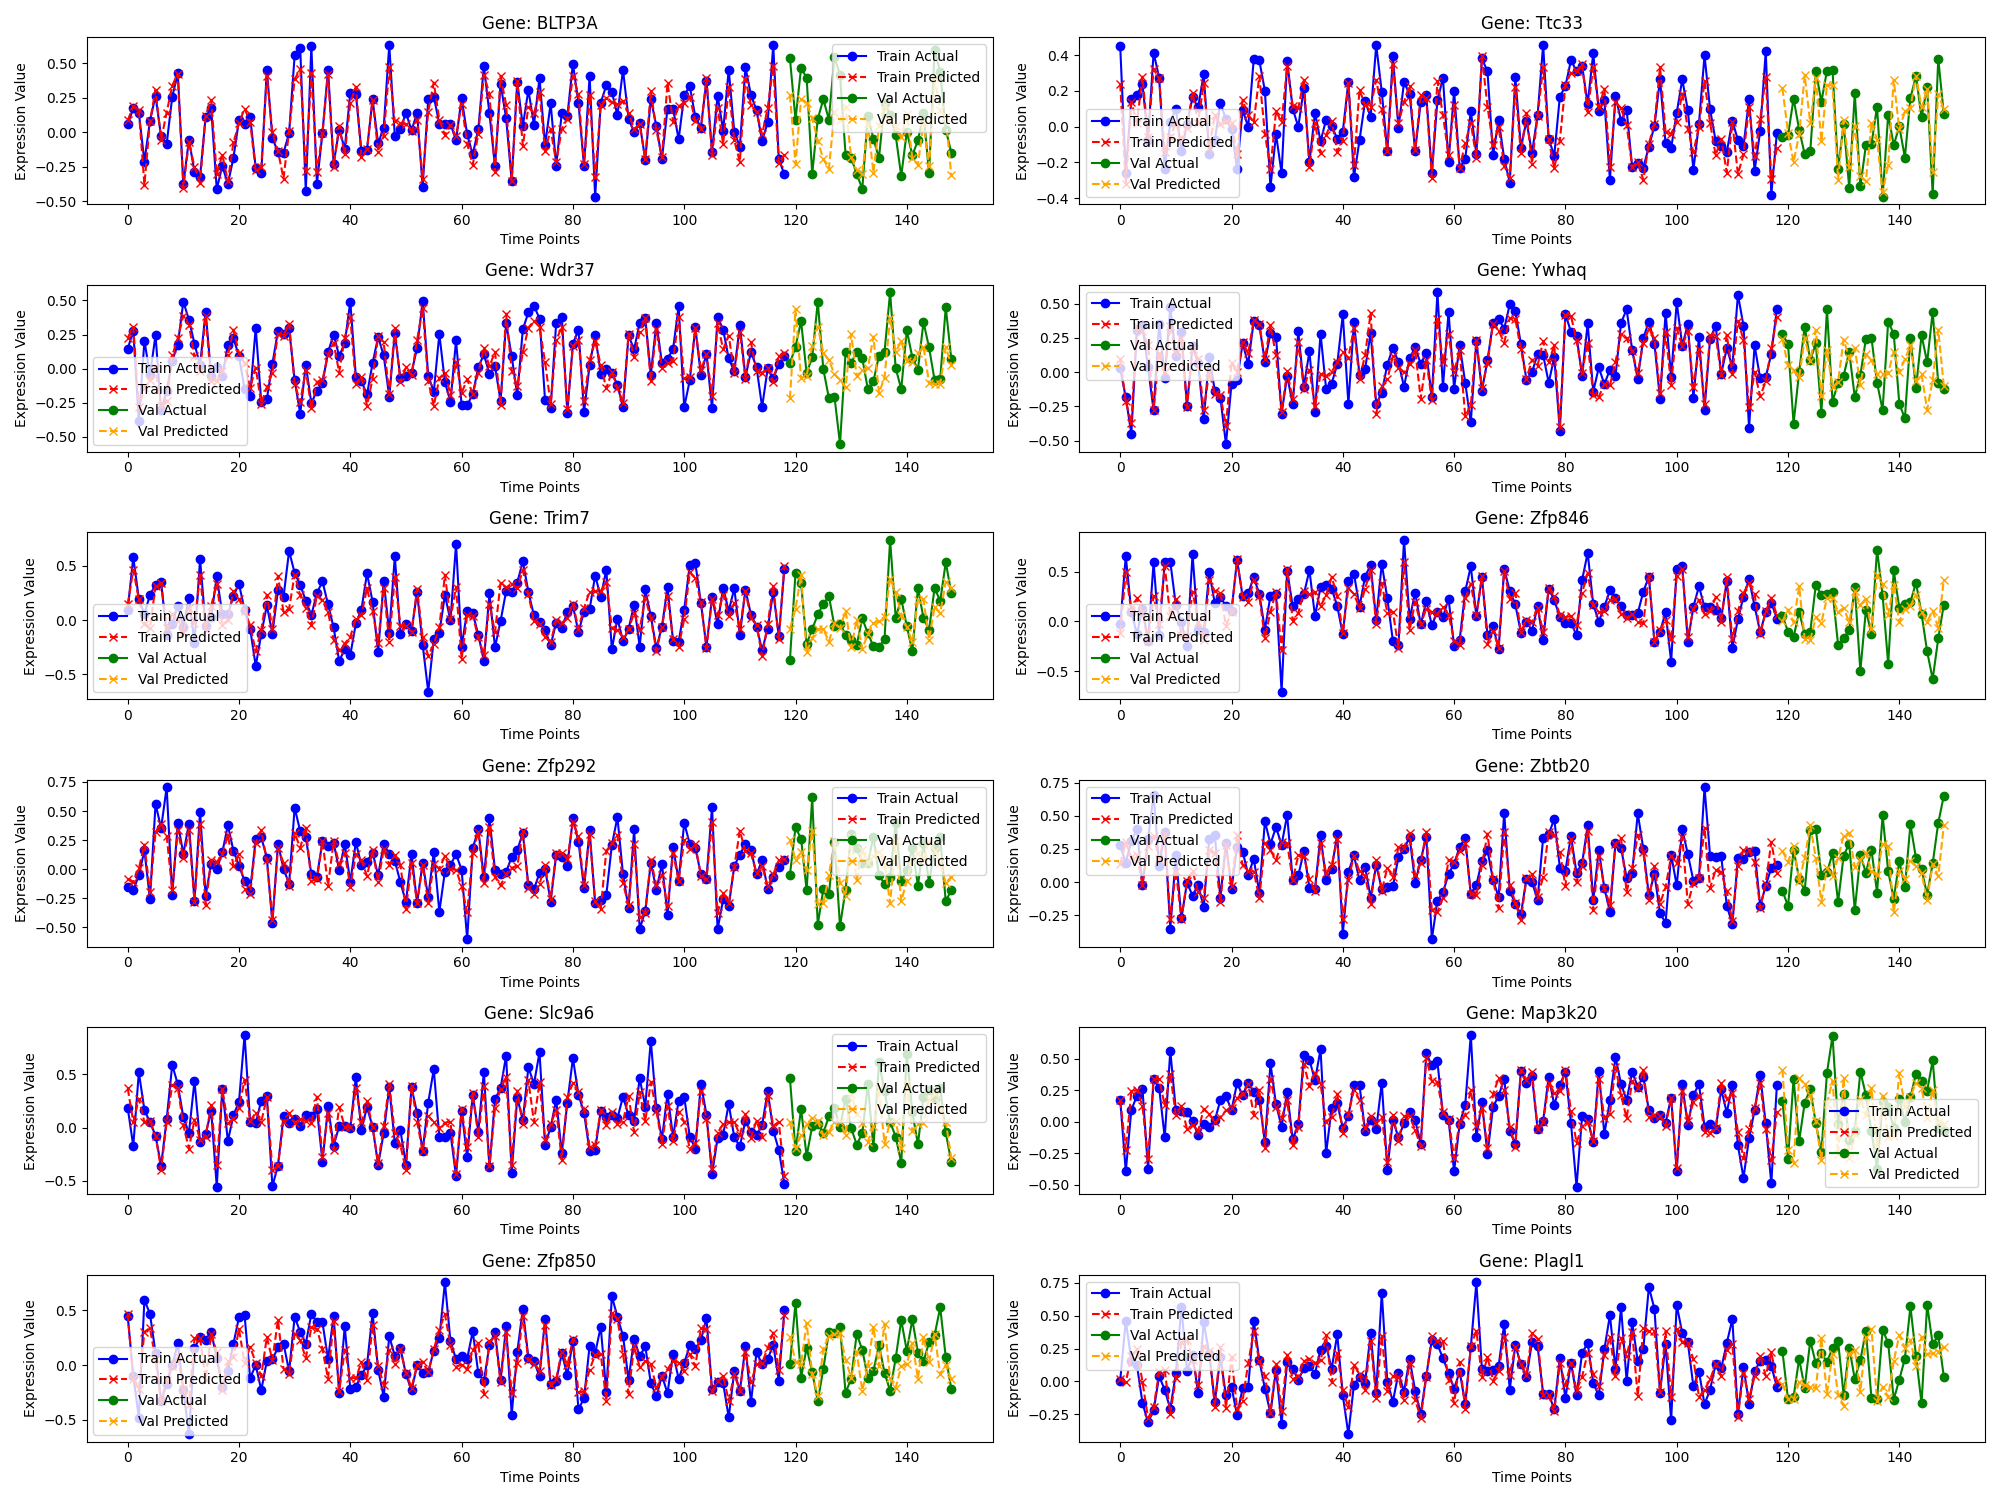 Gene: BLTP3A
Expression Value
0.50
0.25
0.00
−0.25
−0.50
0 20 40 60 80 100 120 140
Time Points
Train Actual
Train Predicted
Val Actual
Val Predicted
Gene: Ttc33
Expression Value
0.4
0.2
0.0
−0.2
−0.4
0 20 40 60 80 100 120 140
Time Points
Train Actual
Train Predicted
Val Actual
Val Predicted
Gene: Wdr37
Expression Value
0.50
0.25
0.00
−0.25
−0.50
0 20 40 60 80 100 120 140
Time Points
Train Actual
Train Predicted
Val Actual
Val Predicted
Gene: Ywhaq
Expression Value
0.50
0.25
0.00
−0.25
−0.50
0 20 40 60 80 100 120 140
Time Points
Train Actual
Train Predicted
Val Actual
Val Predicted
Gene: Trim7
Expression Value
0.5
0.0
−0.5
0 20 40 60 80 100 120 140
Time Points
Train Actual
Train Predicted
Val Actual
Val Predicted
Gene: Zfp846
Expression Value
0.5
0.0
−0.5
0 20 40 60 80 100 120 140
Time Points
Train Actual
Train Predicted
Val Actual
Val Predicted
Gene: Zfp292
Expression Value
0.75
0.50
0.25
0.00
−0.25
−0.50
0 20 40 60 80 100 120 140
Time Points
Train Actual
Train Predicted
Val Actual
Val Predicted
Gene: Zbtb20
Expression Value
0.75
0.50
0.25
0.00
−0.25
0 20 40 60 80 100 120 140
Time Points
Train Actual
Train Predicted
Val Actual
Val Predicted
Gene: Slc9a6
Expression Value
0.5
0.0
−0.5
0 20 40 60 80 100 120 140
Time Points
Train Actual
Train Predicted
Val Actual
Val Predicted
Gene: Map3k20
Expression Value
0.50
0.25
0.00
−0.25
−0.50
0 20 40 60 80 100 120 140
Time Points
Train Actual
Train Predicted
Val Actual
Val Predicted
Gene: Zfp850
Expression Value
0.5
0.0
−0.5
0 20 40 60 80 100 120 140
Time Points
Train Actual
Train Predicted
Val Actual
Val Predicted
Gene: Plagl1
Expression Value
0.75
0.50
0.25
0.00
−0.25
0 20 40 60 80 100 120 140
Time Points
Train Actual
Train Predicted
Val Actual
Val Predicted